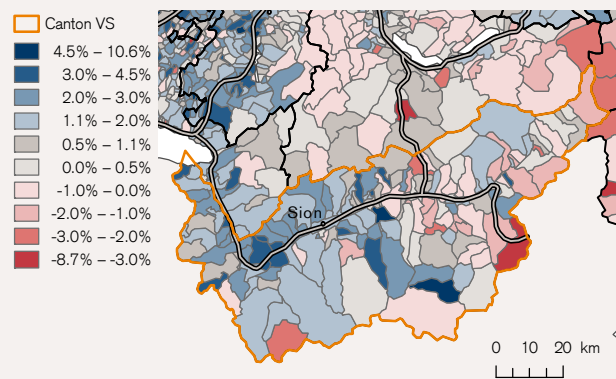 Canton VS
4.5% – 10.6%
3.0% – 4.5%
2.0% – 3.0%
1.1% – 2.0%
0.5% – 1.1%
0.0% – 0.5%
-1.0% – 0.0%
-2.0% – -1.0%
-3.0% – -2.0%
-8.7% – -3.0%
Sion
0 10 20 km